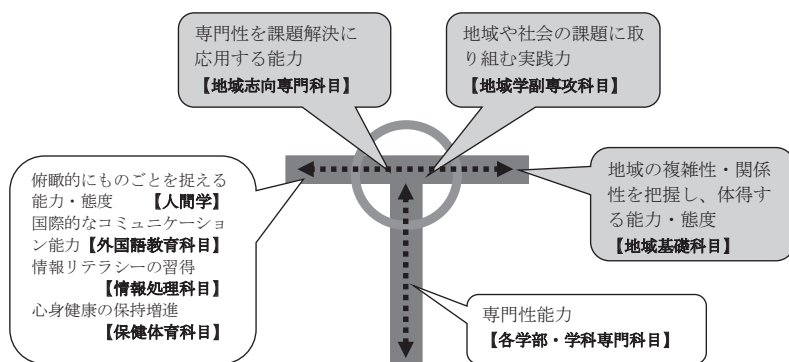 専門性を課題解決に
応用する能力
【地域志向専門科目】
地域や社会の課題に取
り組む実践力
【地域学副専攻科目】
俯瞰的にものごとを捉える
能力・態度　【人間学】
国際的なコミュニケーショ
ン能力【外国語教育科目】
情報リテラシーの習得
【情報処理科目】
心身健康の保持増進
【保健体育科目】
地域の複雑性・関係
性を把握し、体得す
る能力・態度
【地域基礎科目】
専門性能力
【各学部・学科専門科目】